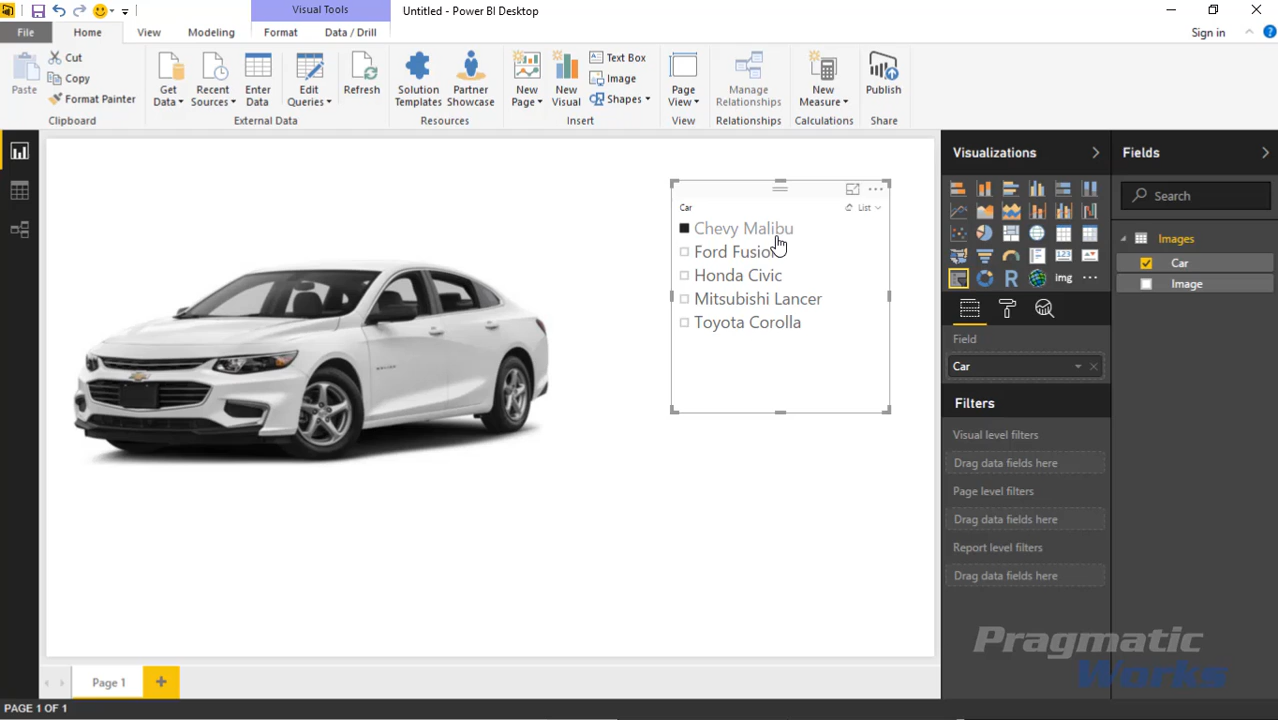 Visual Tools
Untitled - Power BI Desktop
File
Home
View
Modeling
Format
Data / Drill
Sign in
Paste
Cut
Copy
Format Painter
Clipboard
Get Data
Recent Sources
Enter Data
Edit Queries
Refresh
External Data
Solution Templates
Partner Showcase
Resources
New Page
New Visual
Text Box
Image
Shapes
Insert
Page View
View
Manage Relationships
Relationships
New Measure
Calculations
Publish
Share
Car
List
Chevy Malibu
Ford Fusion
Honda Civic
Mitsubishi Lancer
Toyota Corolla
Visualizations
R
img
Field
Car
Filters
Visual level filters
Drag data fields here
Page level filters
Drag data fields here
Report level filters
Drag data fields here
Fields
Search
Images
Car
Image
Pragmatic
Works
Page 1
PAGE 1 OF 1